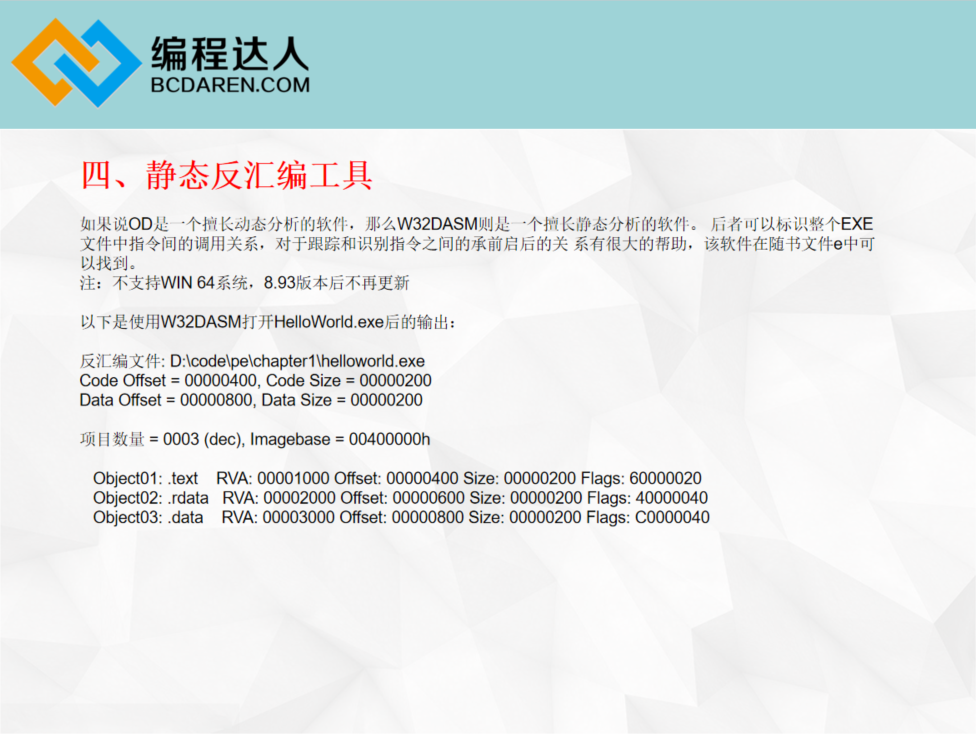 编程达人
BCDAREN.COM
四、静态反汇编工具
如果说OD是一个擅长动态分析的软件，那么W32DASM则是一个擅长静态分析的软件。 后者可以标识整个EXE
文件中指令间的调用关系，对于跟踪和识别指令之间的承前启后的关 系有很大的帮助，该软件在随书文件e中可
以找到。
注：不支持WIN 64系统，8.93版本后不再更新
以下是使用W32DASM打开HelloWorld.exe后的输出：
反汇编文件: D:\code\pe\chapter1\helloworld.exe
Code Offset = 00000400, Code Size = 00000200
Data Offset = 00000800, Data Size = 00000200
项目数量 = 0003 (dec), Imagebase = 00400000h
Object01: .text RVA: 00001000 Offset: 00000400 Size: 00000200 Flags: 60000020
Object02: .rdata RVA: 00002000 Offset: 00000600 Size: 00000200 Flags: 40000040
Object03: .data RVA: 00003000 Offset: 00000800 Size: 00000200 Flags: C0000040